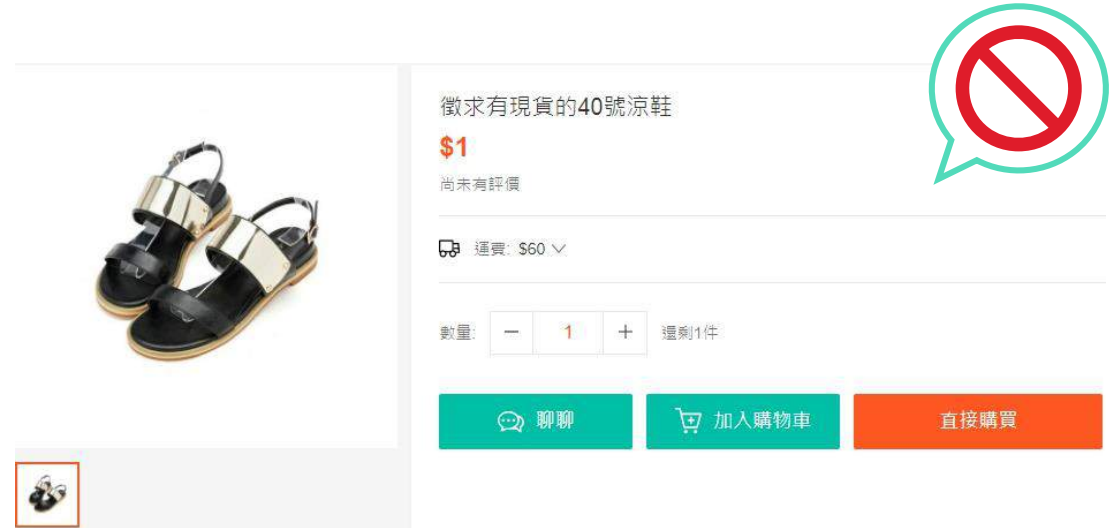 徵求有現貨的40號涼鞋
$1
尚未有評價
運費: $60
數量: − 1 + 還剩1件
聊聊 加入購物車 直接購買